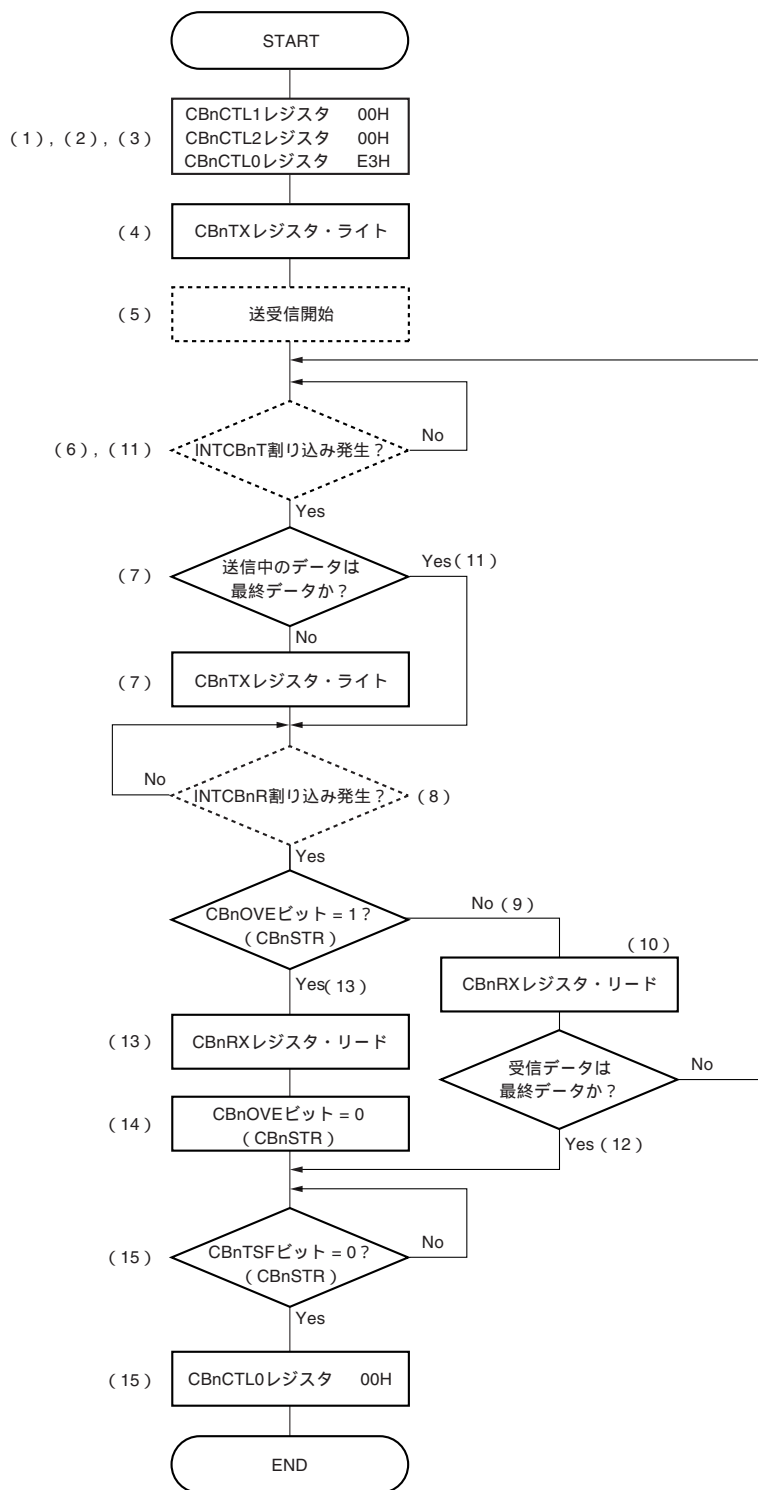 START
(1), (2), (3)
CBnCTL1レジスタ 00H
CBnCTL2レジスタ 00H
CBnCTL0レジスタ E3H
(4)
CBnTXレジスタ・ライト
(5)
送受信開始
(6), (11)
INTCBnT割り込み発生?
No
Yes
(7)
送信中のデータは
最終データか?
Yes(11)
No
(7)
CBnTXレジスタ・ライト
No
INTCBnR割り込み発生?
(8)
Yes
CBnOVEビット = 1?
(CBnSTR)
No (9)
Yes(13)
(10)
CBnRXレジスタ・リード
(13)
CBnRXレジスタ・リード
受信データは
最終データか?
No
Yes (12)
(14)
CBnOVEビット = 0
(CBnSTR)
(15)
CBnTSFビット = 0?
(CBnSTR)
No
Yes
(15)
CBnCTL0レジスタ 00H
END